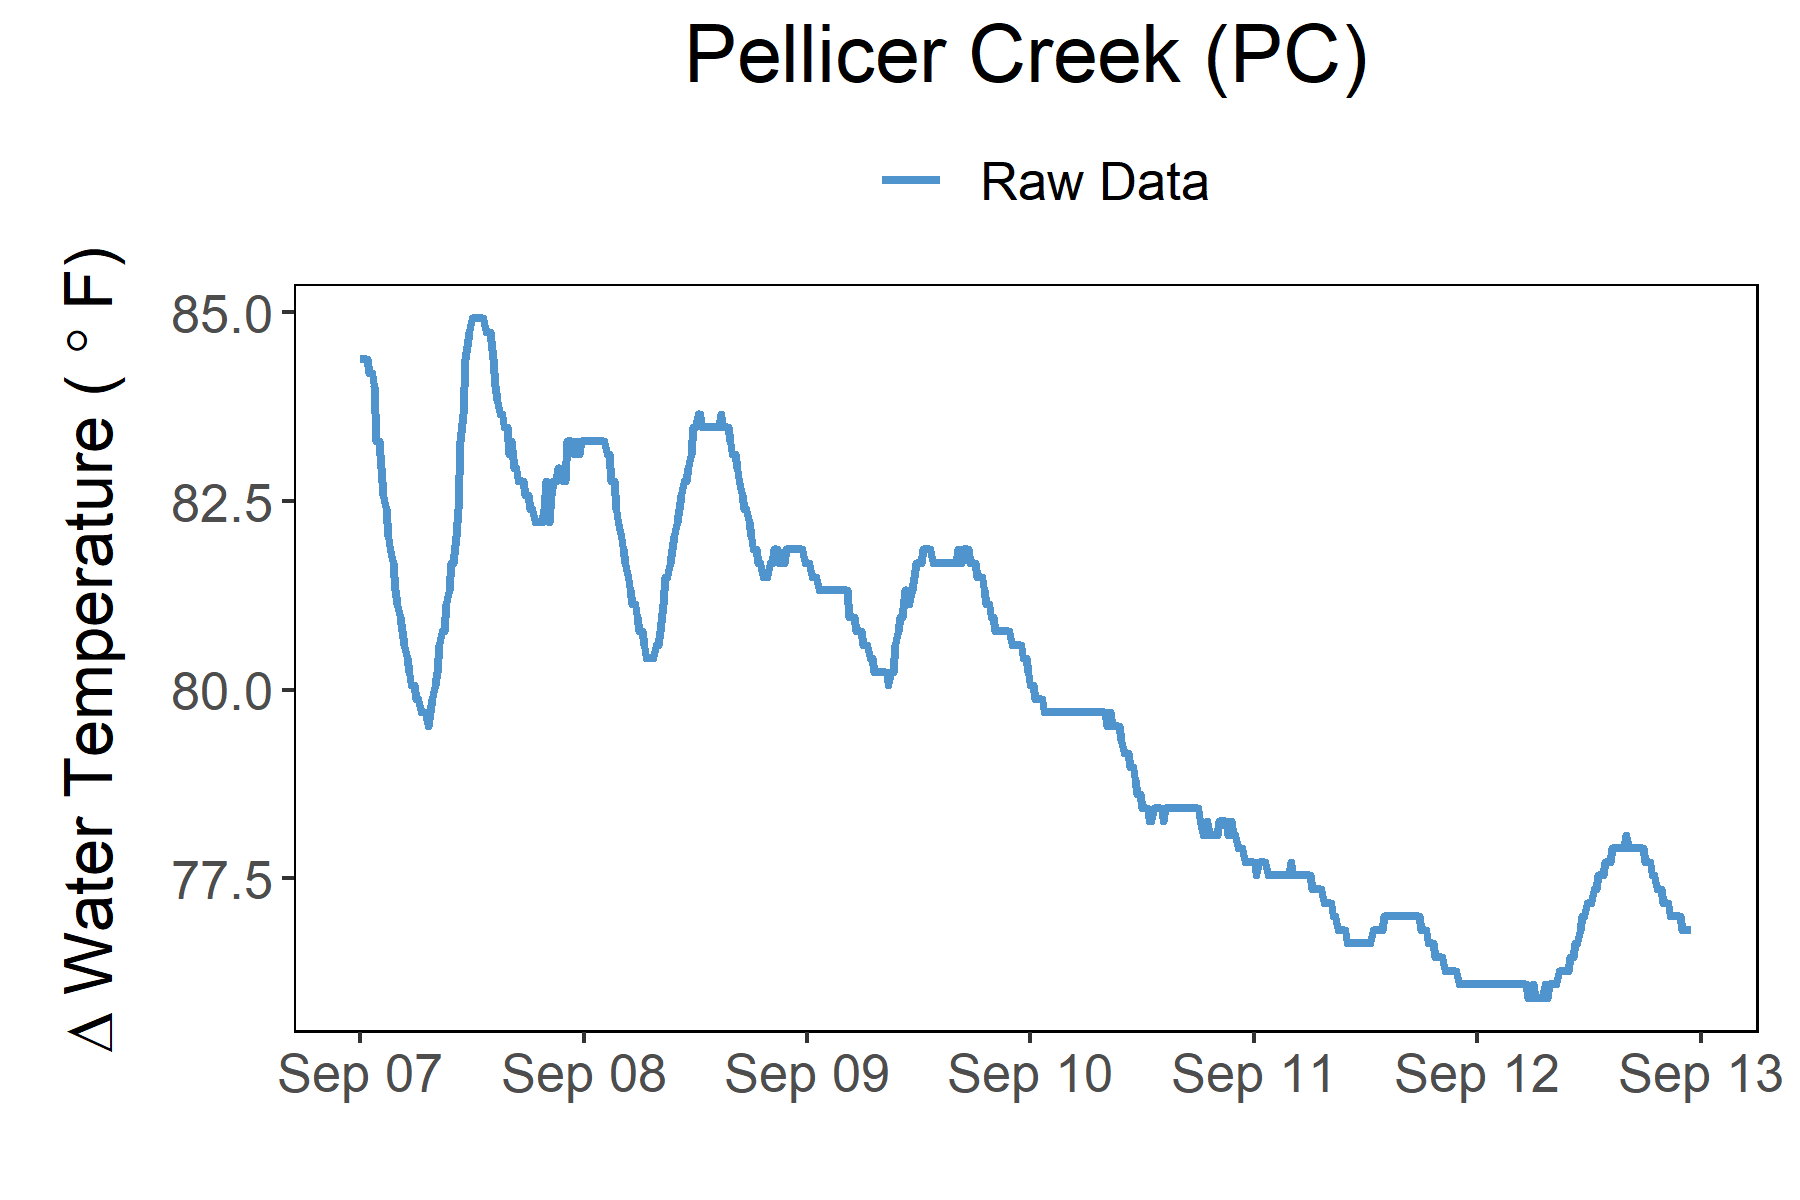 Pellicer Creek (PC)
Raw Data
Δ Water Temperature ( ° F)
85.0
82.5
80.0
77.5
Sep 07 Sep 08 Sep 09 Sep 10 Sep 11 Sep 12 Sep 13